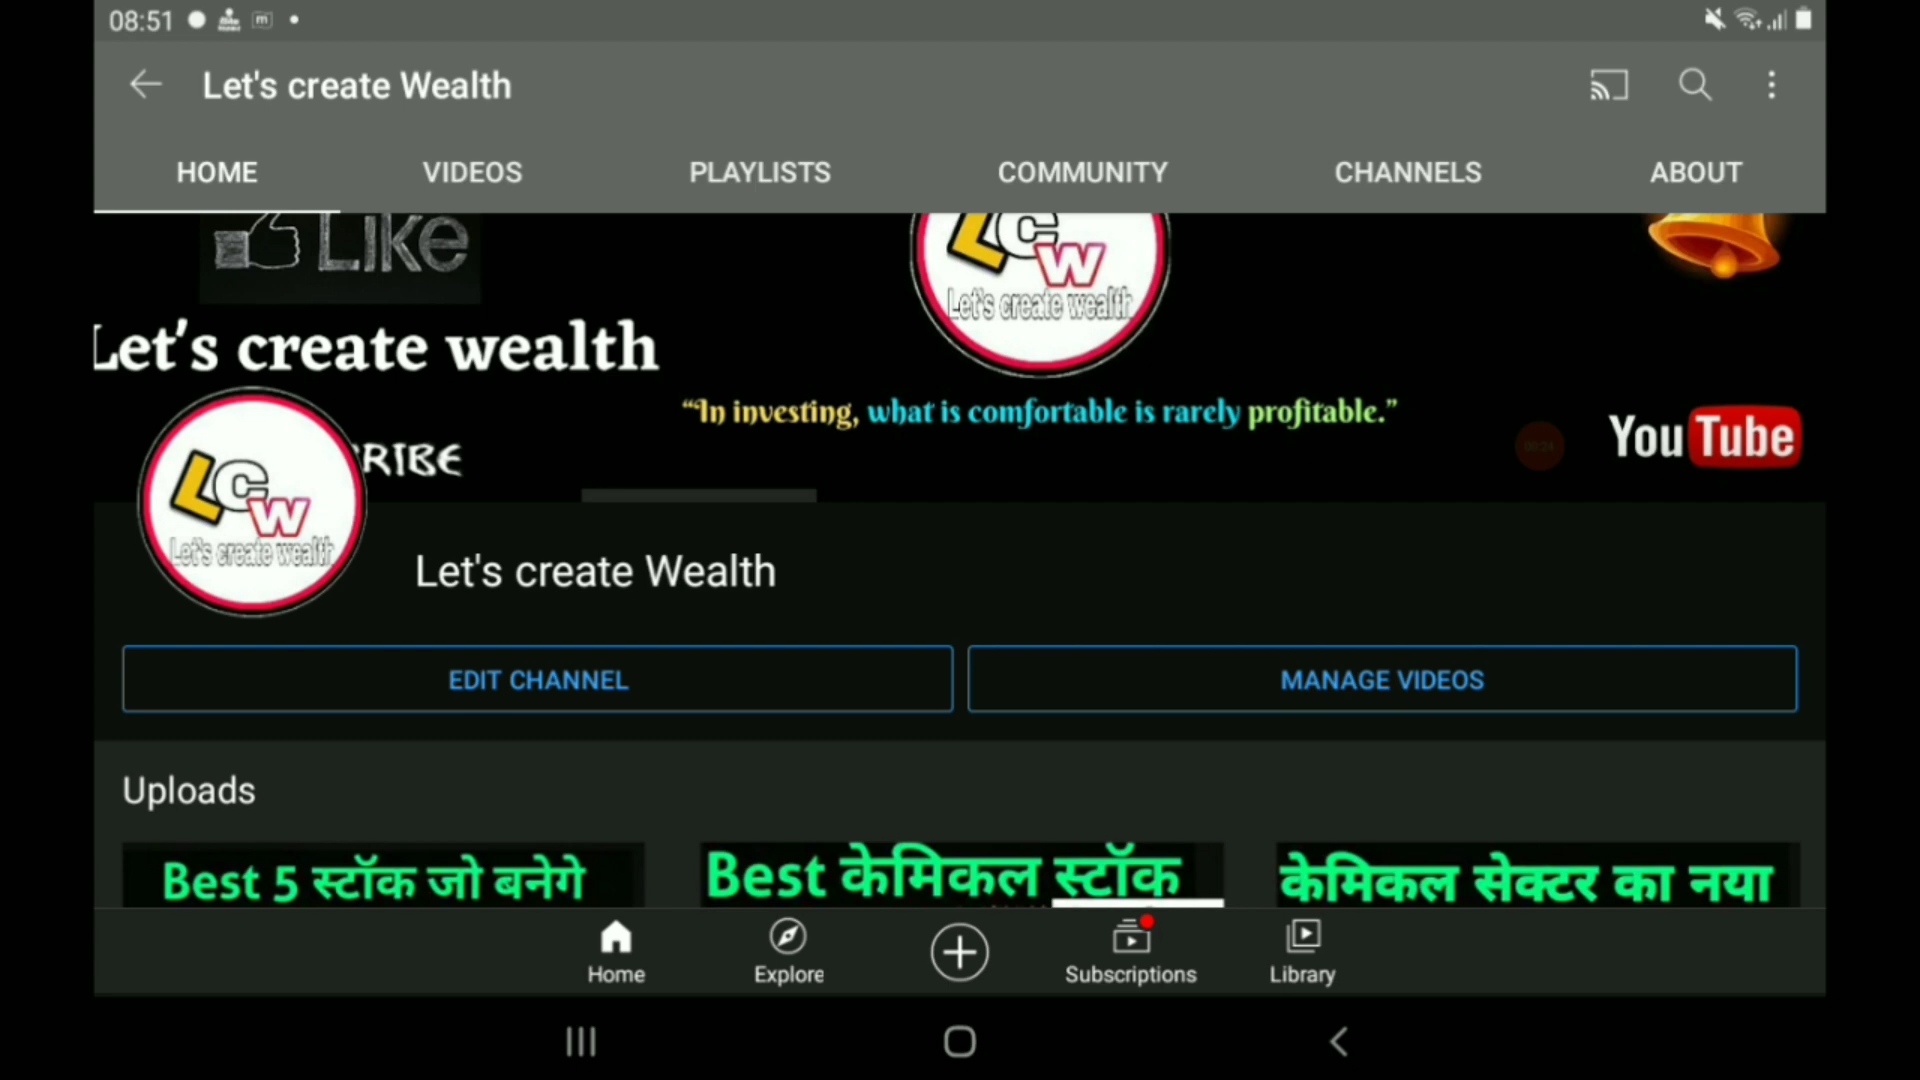 08:51
Let's create Wealth
HOME VIDEOS PLAYLISTS COMMUNITY CHANNELS ABOUT
Like
LCW
Let's create wealth
Let's create wealth
“In investing, what is comfortable is rarely profitable.”
RIBE
YouTube
LCW
Let's create wealth
Let's create Wealth
EDIT CHANNEL MANAGE VIDEOS
Uploads
Best 5 स्टॉक जो बनेगे
Best केमिकल स्टॉक
केमिकल सेक्टर का नया
Home Explore Subscriptions Library